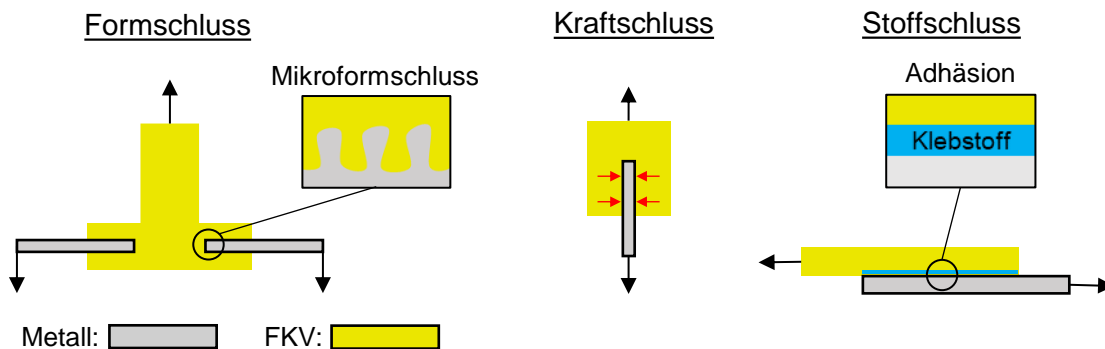 Formschluss
Kraftschluss
Stoffschluss
Mikroformschluss
Adhäsion
Klebstoff
Metall:
FKV: